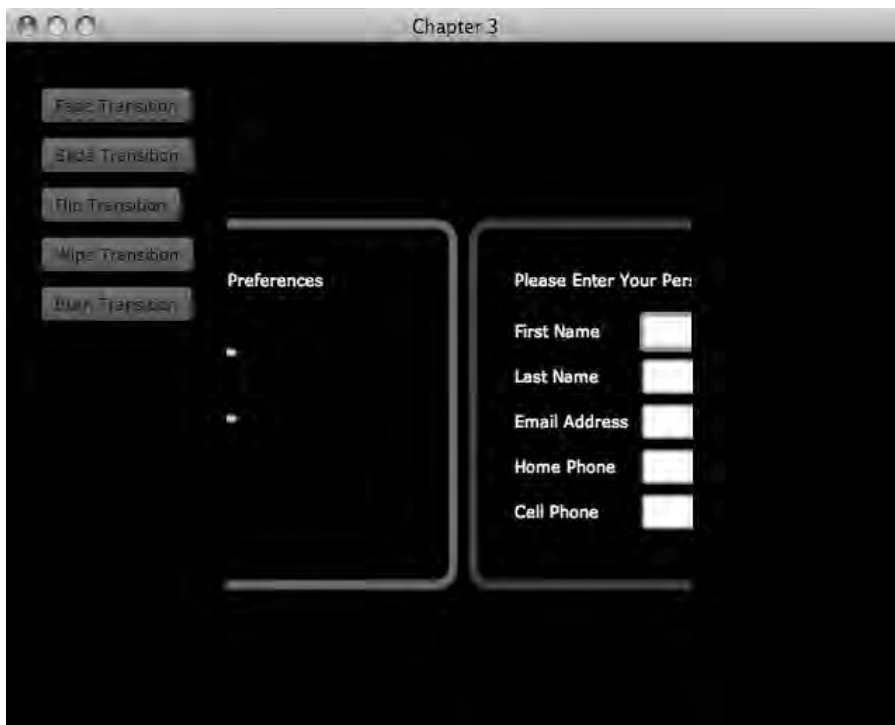 Chapter 3
Fade Transition
Slide Transition
Flip Transition
Wipe Transition
Burn Transition
Preferences
Please Enter Your Pers
First Name
Last Name
Email Address
Home Phone
Cell Phone